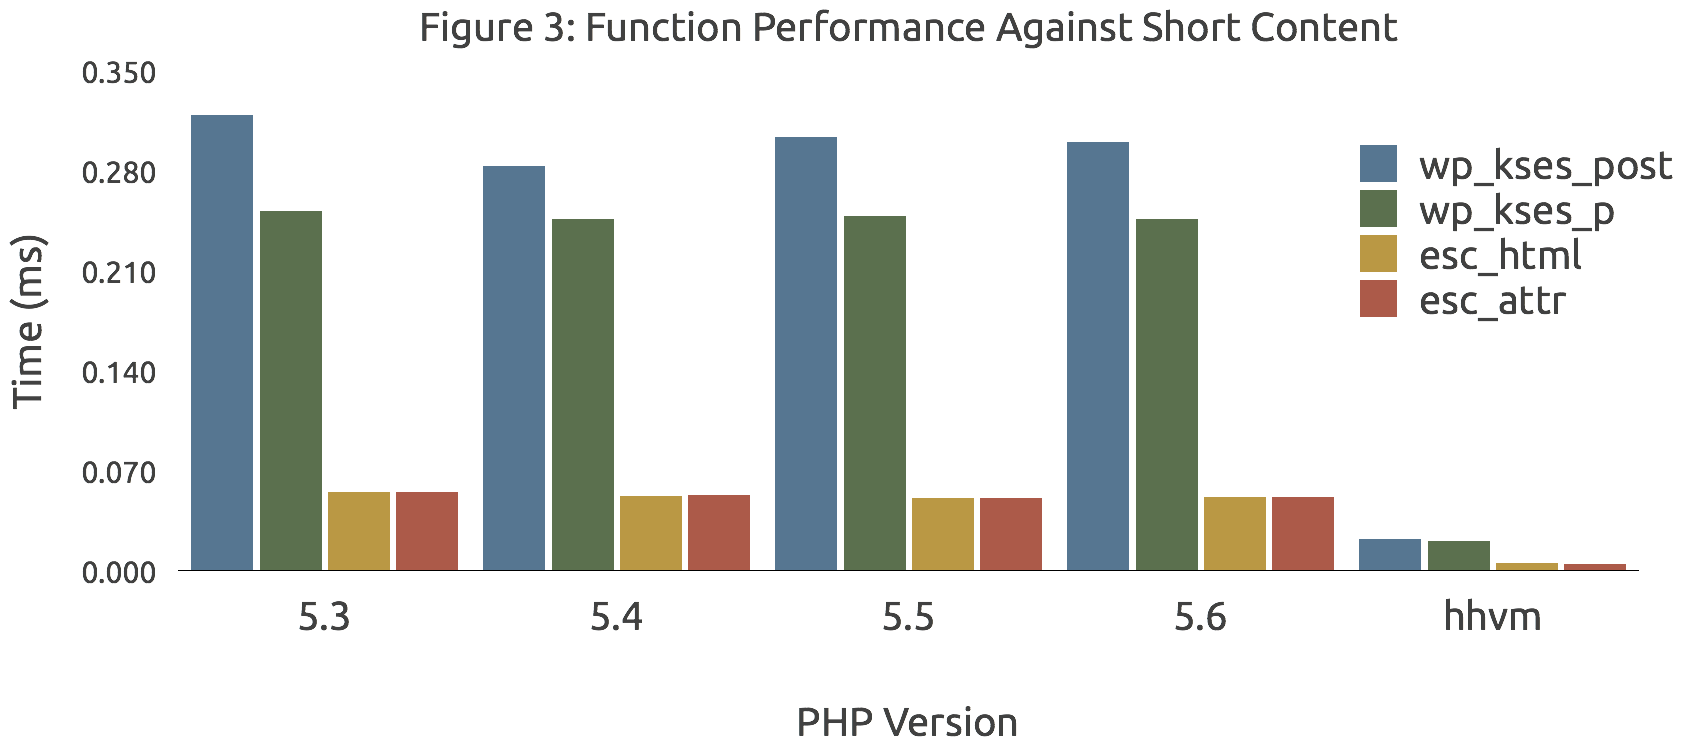 Figure 3: Function Performance Against Short Content
0.350
0.280
0.210
0.140
0.070
0.000
Time (ms)
wp_kses_post
wp_kses_p
esc_html
esc_attr
5.3
5.4
5.5
5.6
hhvm
PHP Version